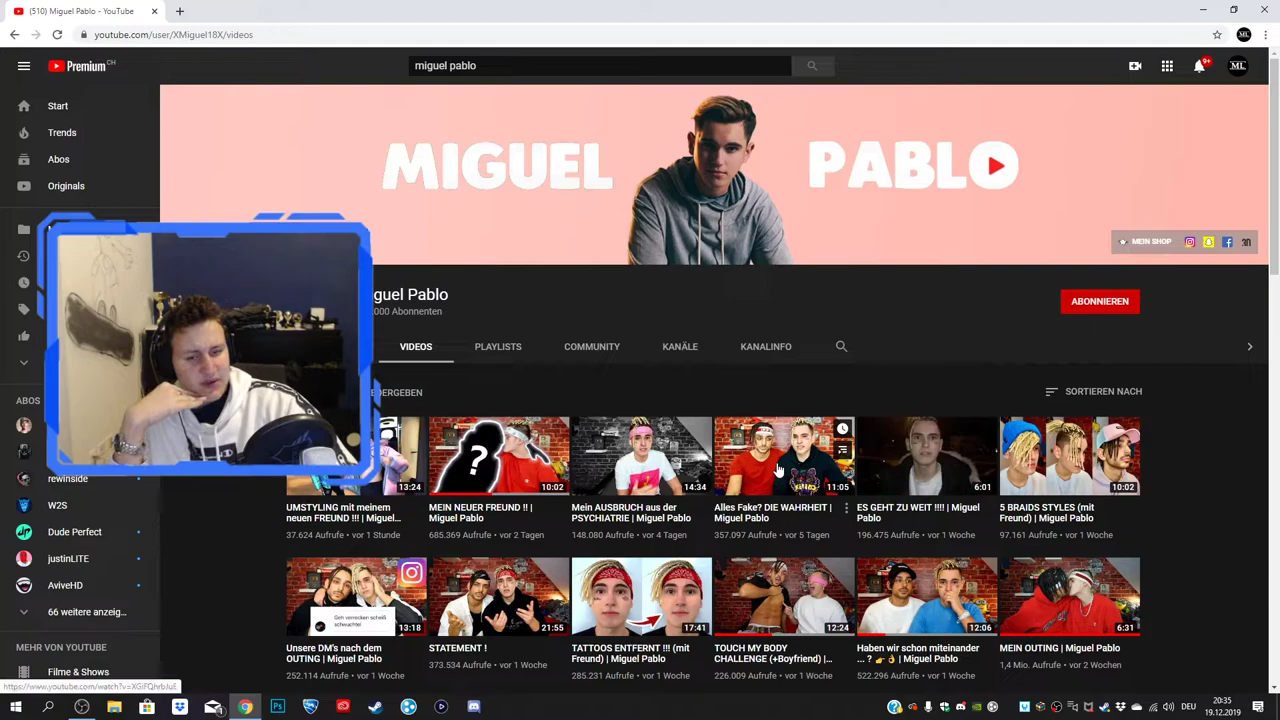 (510) Miguel Pablo - YouTube
youtube.com/user/XMiguel18X/videos
Premium CH
miguel pablo
9+
ML
Start
Trends
Abos
Originals
MIGUEL PABLO
MEIN SHOP
guel Pablo
000 Abonnenten
ABONNIEREN
VIDEOS PLAYLISTS COMMUNITY KANÄLE KANALINFO
EDERGEBEN
SORTIEREN NACH
ABOS
rewinside
W2S
Dude Perfect
justinLITE
AviveHD
66 weitere anzeig...
MEHR VON YOUTUBE
Filme & Shows
13:24
UMSTYLING mit meinem
neuen FREUND !!! | Miguel...
37.624 Aufrufe • vor 1 Stunde
?
10:02
MEIN NEUER FREUND !! |
Miguel Pablo
685.369 Aufrufe • vor 2 Tagen
14:34
Mein AUSBRUCH aus der
PSYCHIATRIE | Miguel Pablo
148.080 Aufrufe • vor 4 Tagen
11:05
Alles Fake? DIE WAHRHEIT |
Miguel Pablo
357.097 Aufrufe • vor 5 Tagen
6:01
ES GEHT ZU WEIT !!!! | Miguel
Pablo
196.475 Aufrufe • vor 1 Woche
10:02
5 BRAIDS STYLES (mit
Freund) | Miguel Pablo
97.161 Aufrufe • vor 1 Woche
Geh verrecken scheiß
schwuchtel
13:18
Unsere DM's nach dem
OUTING | Miguel Pablo
252.114 Aufrufe • vor 1 Woche
21:55
STATEMENT !
373.534 Aufrufe • vor 1 Woche
17:41
TATTOOS ENTFERNT !!! (mit
Freund) | Miguel Pablo
285.231 Aufrufe • vor 1 Woche
12:24
TOUCH MY BODY
CHALLENGE (+Boyfriend) |...
226.009 Aufrufe • vor 1 Woche
12:06
Haben wir schon miteinander
... ? 👉👌 | Miguel Pablo
522.296 Aufrufe • vor 1 Woche
6:31
MEIN OUTING | Miguel Pablo
1,4 Mio. Aufrufe • vor 2 Wochen
DEU
20:35
19.12.2019